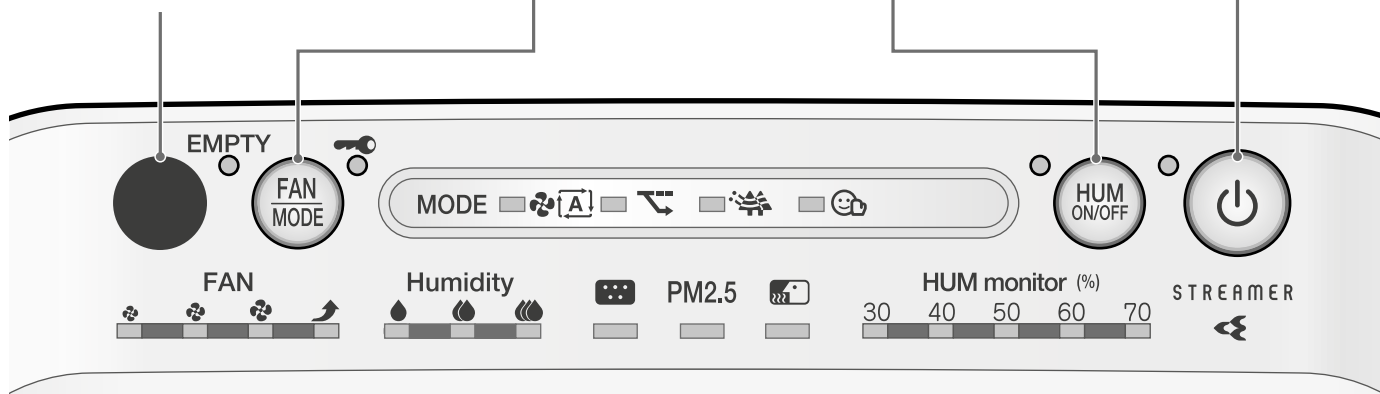 EMPTY
FAN
MODE
MODE
A
HUM
ON/OFF
FAN
Humidity
PM2.5
HUM monitor (%)
30 40 50 60 70
STREAMER